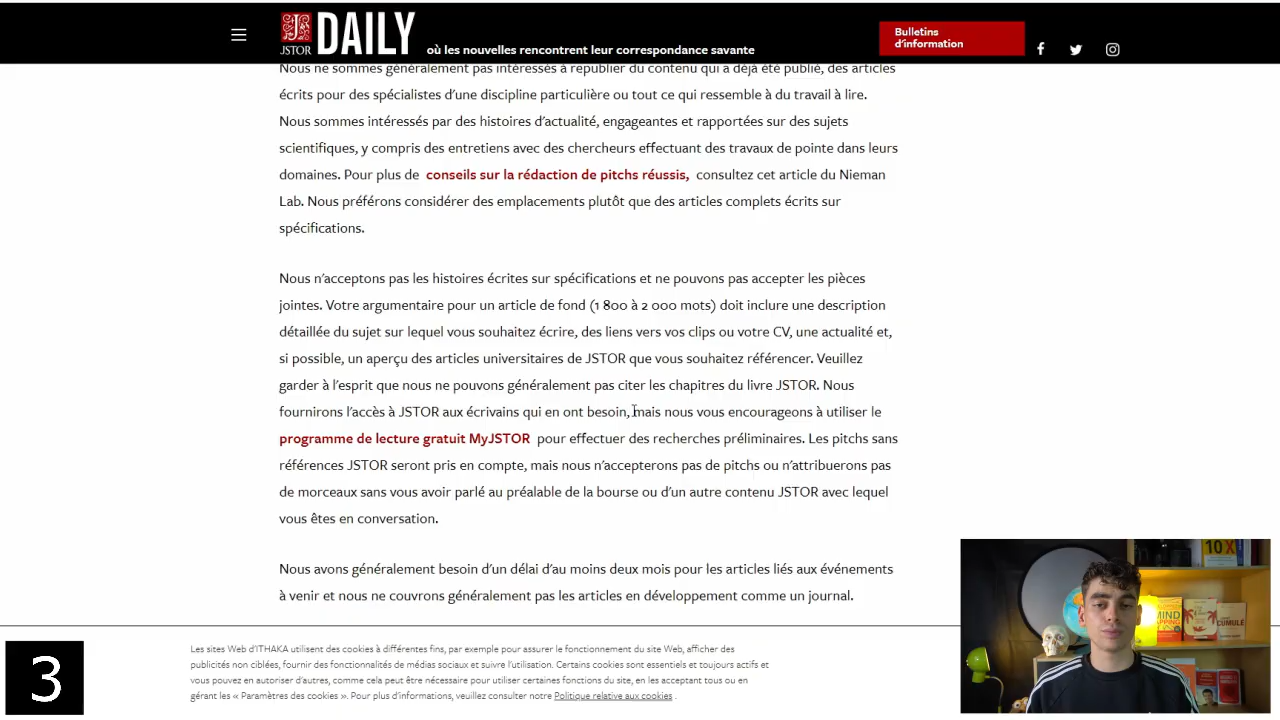 JSTOR
DAILY
où les nouvelles rencontrent leur correspondance savante
Bulletins
d'information
Nous ne sommes généralement pas intéressés à republier du contenu qui a déjà été publié, des articles
écrits pour des spécialistes d'une discipline particulière ou tout ce qui ressemble à du travail à lire.
Nous sommes intéressés par des histoires d'actualité, engageantes et rapportées sur des sujets
scientifiques, y compris des entretiens avec des chercheurs effectuant des travaux de pointe dans leurs
domaines. Pour plus de conseils sur la rédaction de pitchs réussis, consultez cet article du Nieman
Lab. Nous préférons considérer des emplacements plutôt que des articles complets écrits sur
spécifications.
Nous n'acceptons pas les histoires écrites sur spécifications et ne pouvons pas accepter les pièces
jointes. Votre argumentaire pour un article de fond (1 800 à 2 000 mots) doit inclure une description
détaillée du sujet sur lequel vous souhaitez écrire, des liens vers vos clips ou votre CV, une actualité et,
si possible, un aperçu des articles universitaires de JSTOR que vous souhaitez référencer. Veuillez
garder à l'esprit que nous ne pouvons généralement pas citer les chapitres du livre JSTOR. Nous
fournirons l'accès à JSTOR aux écrivains qui en ont besoin, mais nous vous encourageons à utiliser le
programme de lecture gratuit MyJSTOR pour effectuer des recherches préliminaires. Les pitchs sans
références JSTOR seront pris en compte, mais nous n'accepterons pas de pitchs ou n'attribuerons pas
de morceaux sans vous avoir parlé au préalable de la bourse ou d'un autre contenu JSTOR avec lequel
vous êtes en conversation.
Nous avons généralement besoin d'un délai d'au moins deux mois pour les articles liés aux événements
à venir et nous ne couvrons généralement pas les articles en développement comme un journal.
Les sites Web d'ITHAKA utilisent des cookies à différentes fins, par exemple pour assurer le fonctionnement du site Web, afficher des
publicités non ciblées, fournir des fonctionnalités de médias sociaux et suivre l'utilisation. Certains cookies sont essentiels et toujours actifs et
vous pouvez en autoriser d'autres, comme cela peut être nécessaire pour utiliser certaines fonctions du site, en les acceptant tous ou en
gérant les « Paramètres des cookies ». Pour plus d'informations, veuillez consulter notre Politique relative aux cookies .
3
10 X
MIND
MAPPING
CUMULÉ